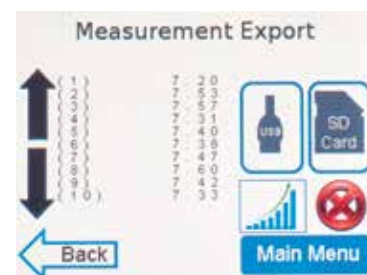 Measurement Export
(1) 7.20
(2) 7.53
(3) 7.57
(4) 7.31
(5) 7.40
(6) 7.38
(7) 7.47
(8) 7.60
(9) 7.42
(10) 7.33
USB
SD
Card
Back
Main Menu